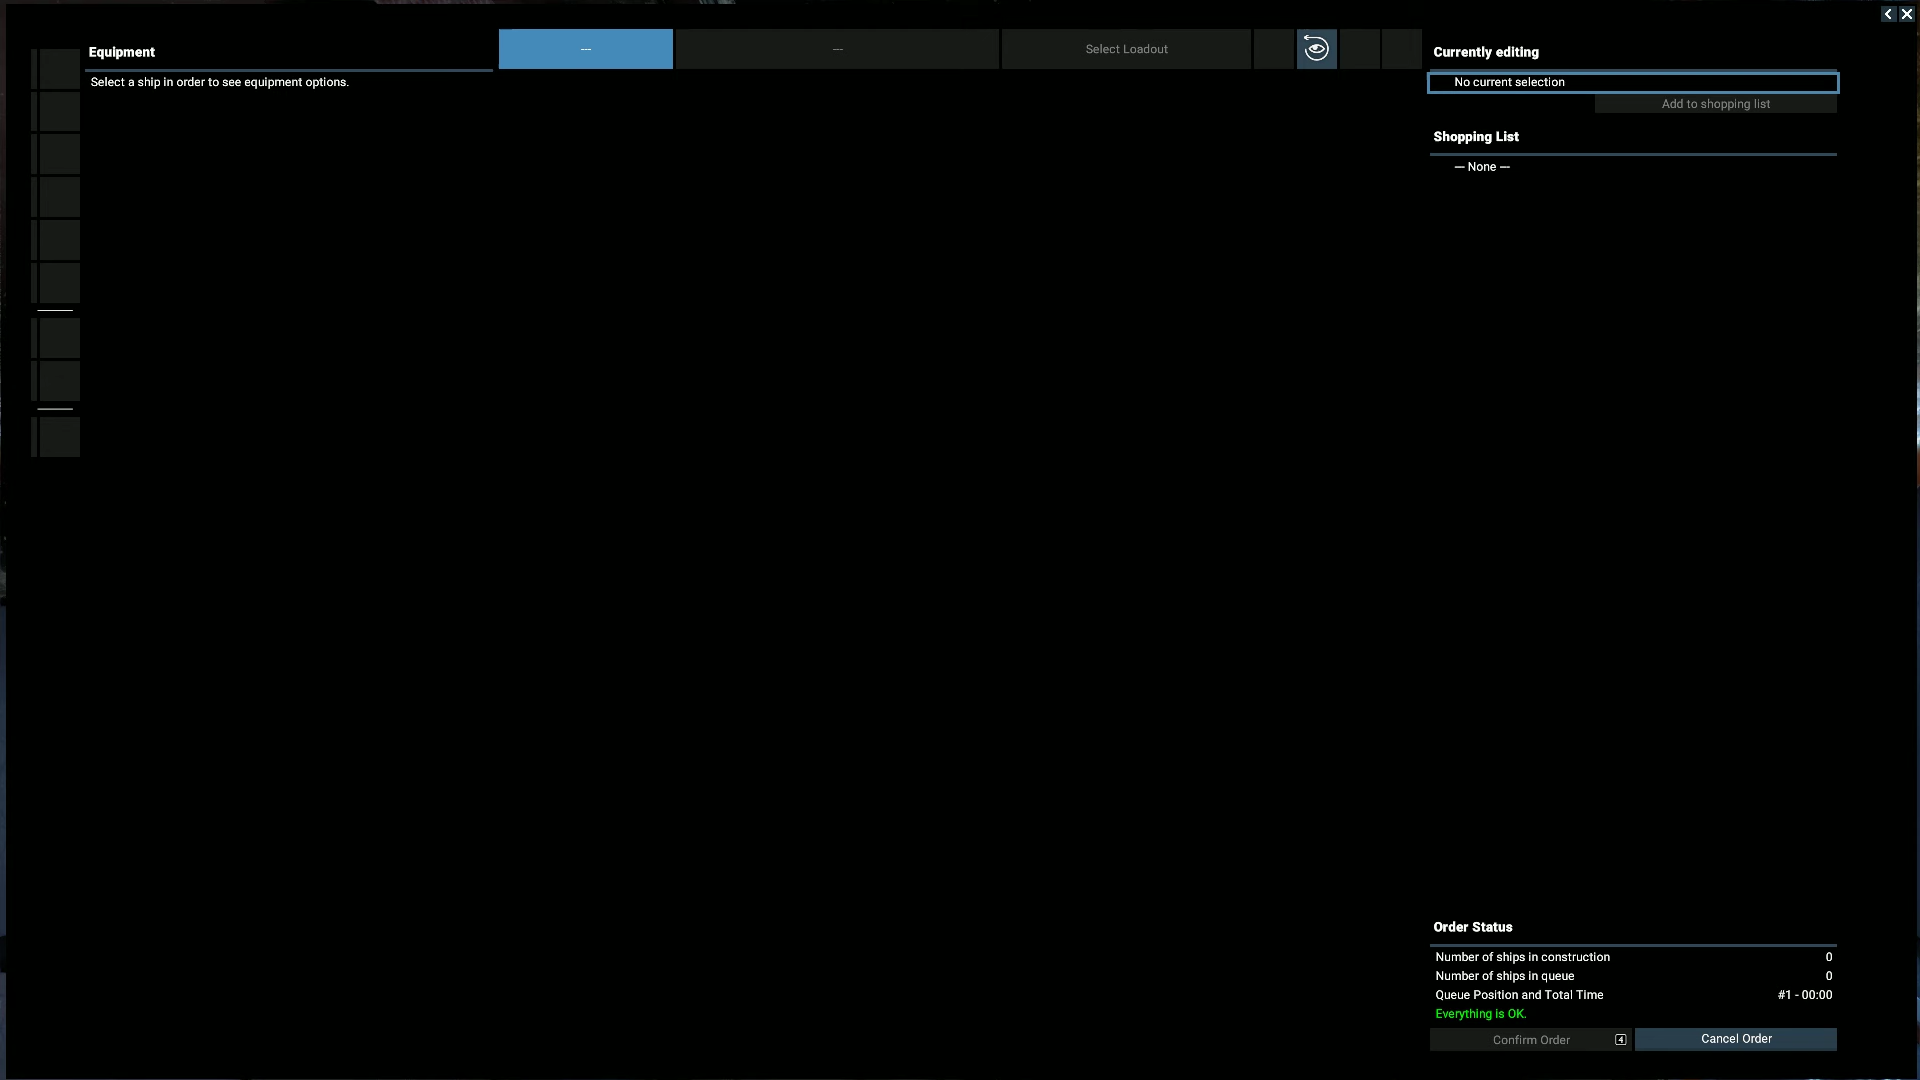 Equipment
Select a ship in order to see equipment options.
---
---
Select Loadout
Currently editing
No current selection
Add to shopping list
Shopping List
--- None ---
Order Status
Number of ships in construction 0
Number of ships in queue 0
Queue Position and Total Time #1 - 00:00
Everything is OK.
Confirm Order 4
Cancel Order